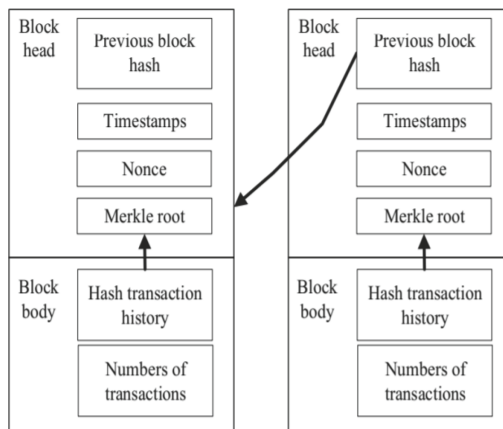 Block
head
Previous block
hash
Timestamps
Nonce
Merkle root
Block
body
Hash transaction
history
Numbers of
transactions
Block
head
Previous block
hash
Timestamps
Nonce
Merkle root
Block
body
Hash transaction
history
Numbers of
transactions